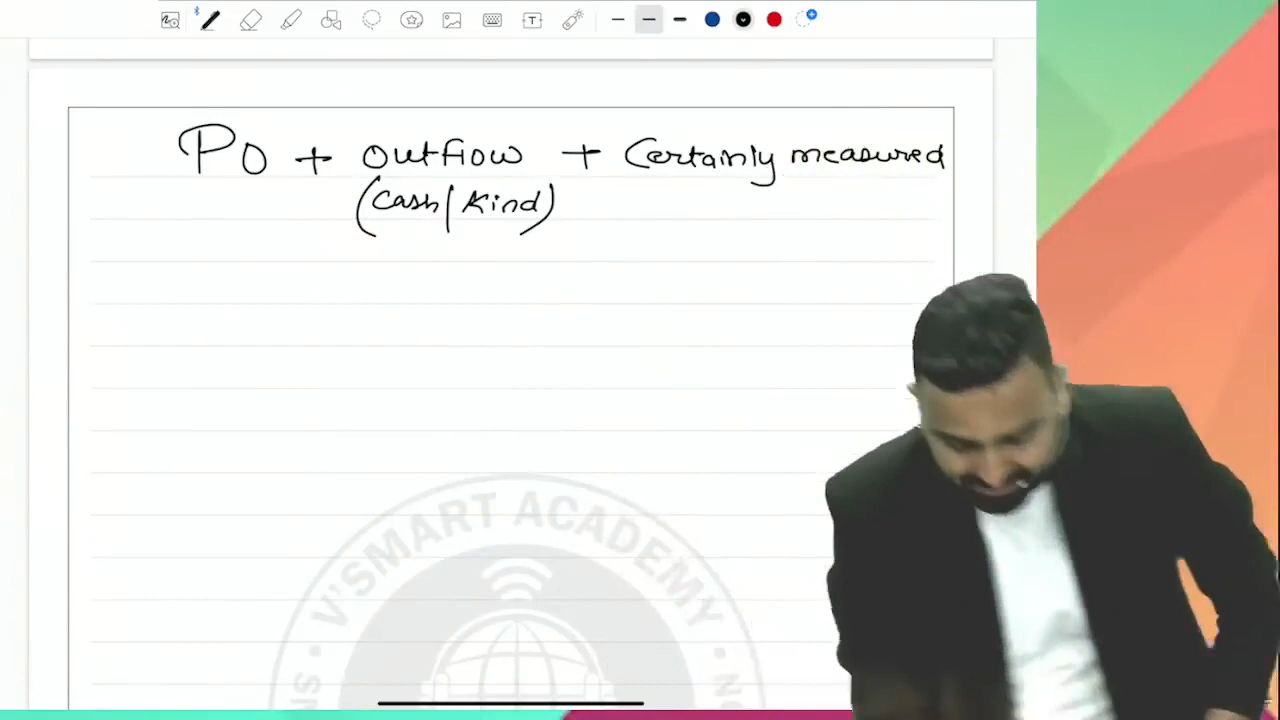 PO + Outflow + Certainly measured
(Cash/Kind)
V'SMART ACADEMY